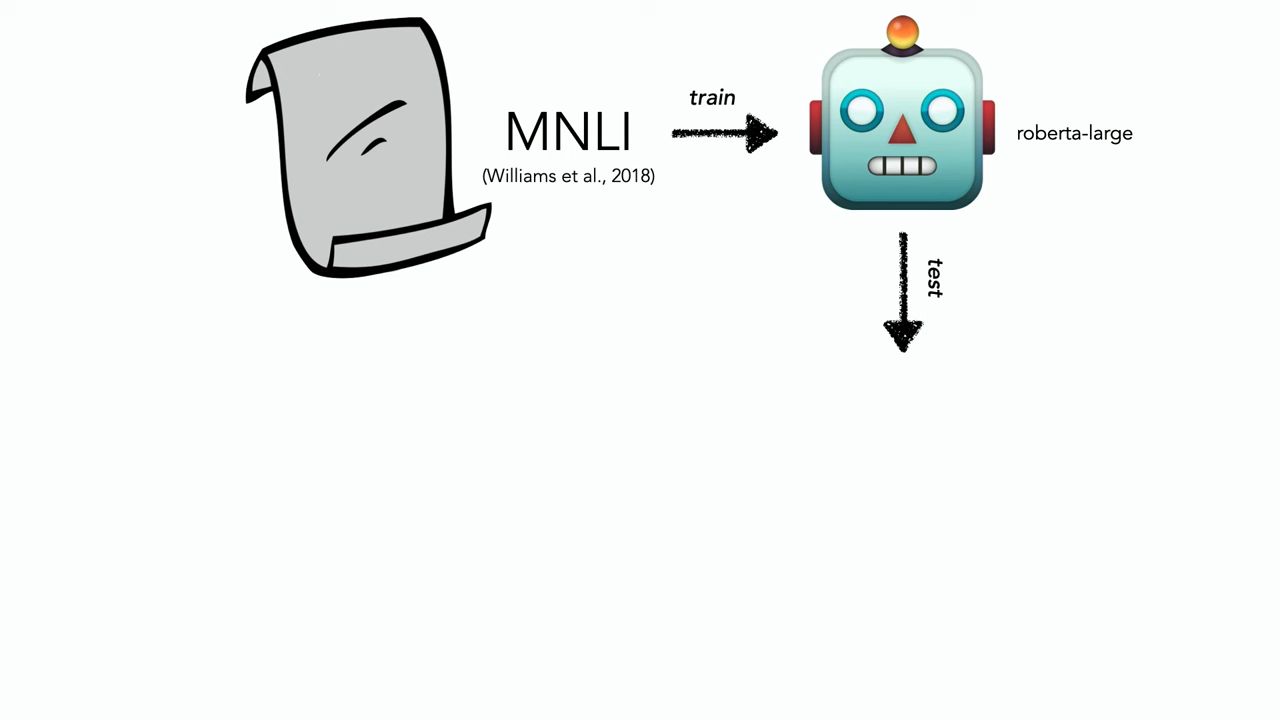 train
MNLI
(Williams et al., 2018)
roberta-large
test